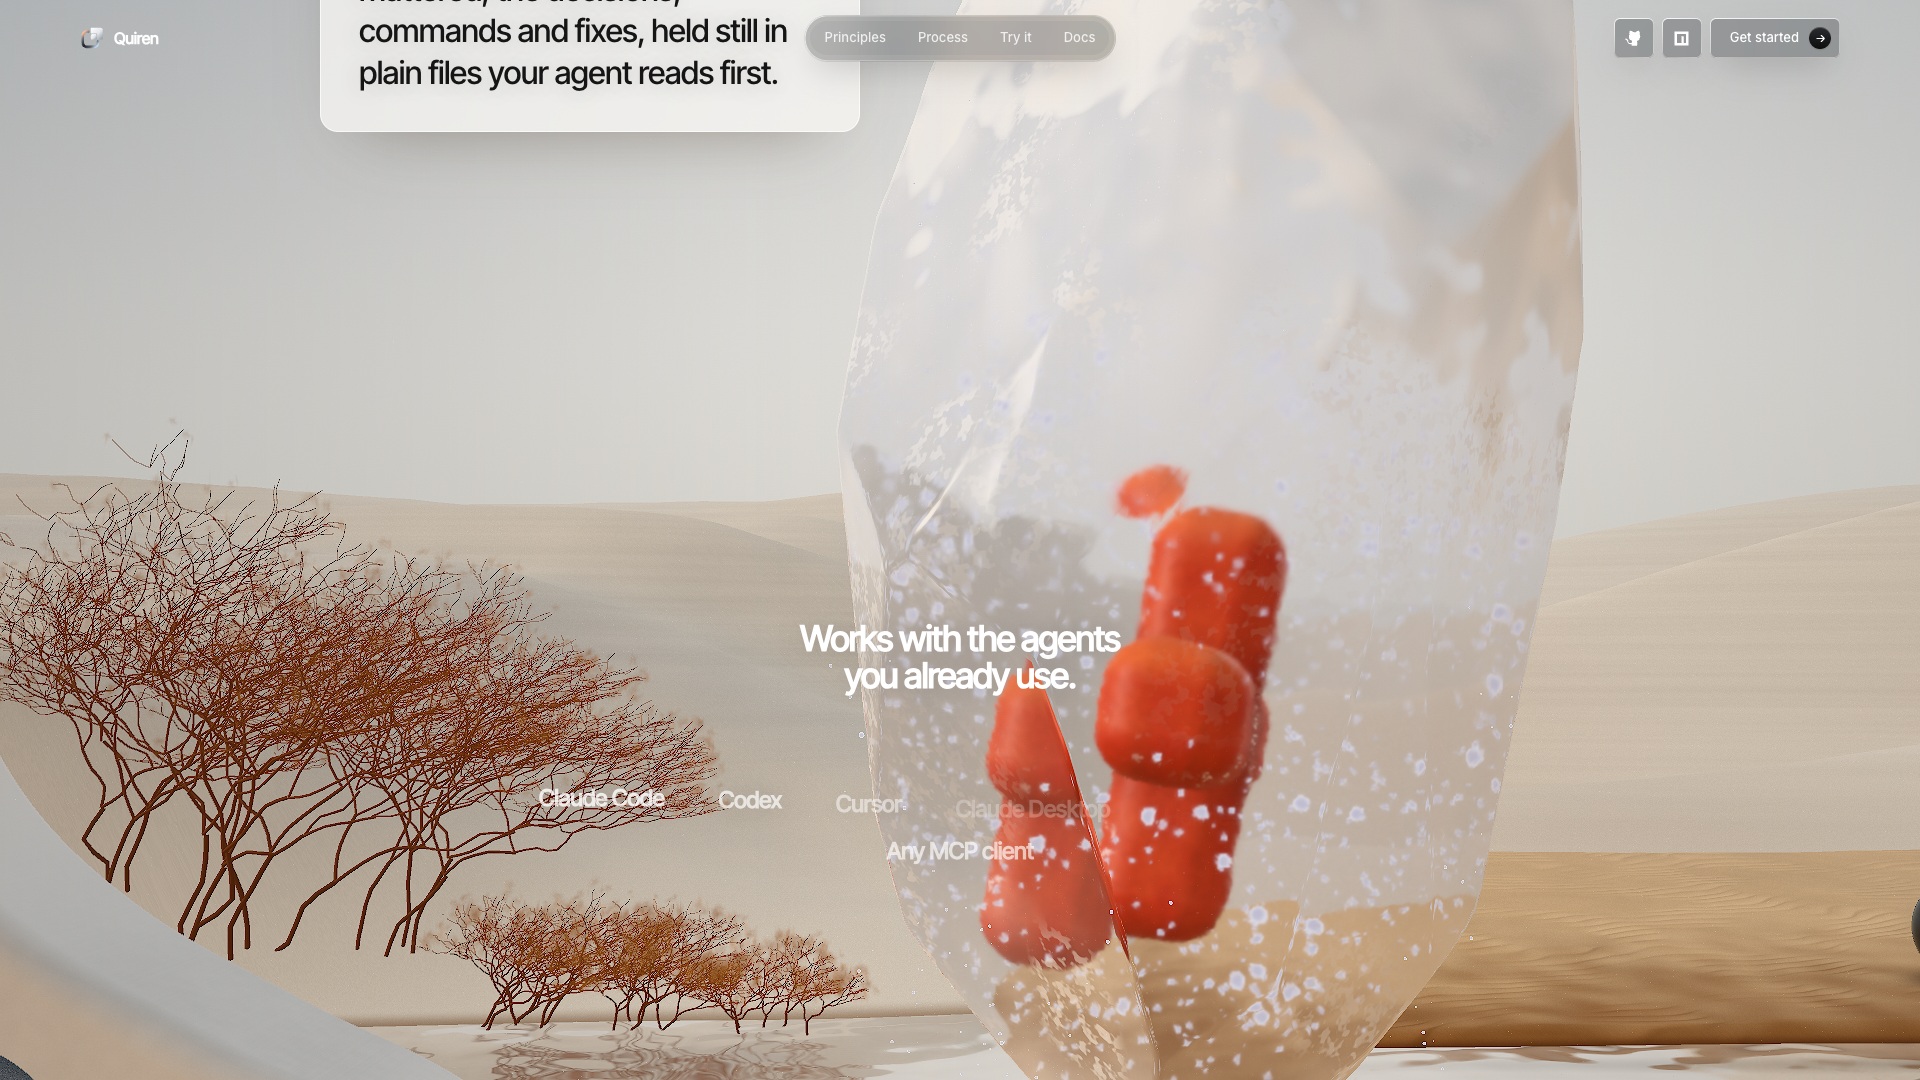 commands and fixes, held still in
plain files your agent reads first.
Quiren
Principles
Process
Try it
Docs
Get started
Works with the agents
you already use.
Claude Code
Codex
Cursor
Claude Desktop
Any MCP client